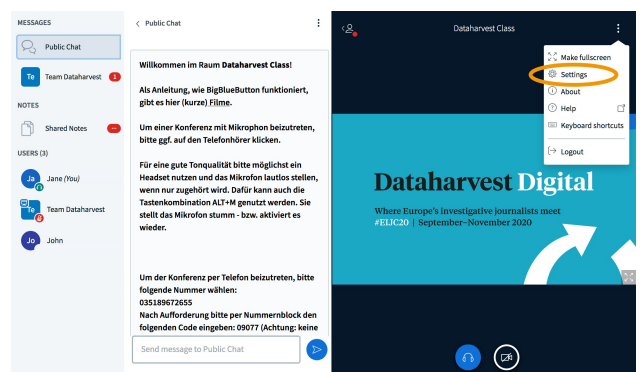 MESSAGES
Public Chat
Te
Team Dataharvest
1
NOTES
Shared Notes
USERS (3)
Ja
Jane (You)
Te
Team Dataharvest
Jo
John
Public Chat
Willkommen im Raum Dataharvest Class!
Als Anleitung, wie BigBlueButton funktioniert,
gibt es hier (kurze) Filme.
Um einer Konferenz mit Mikrophon beizutreten,
bitte ggf. auf den Telefonhörer klicken.
Für eine gute Tonqualität bitte möglichst ein
Headset nutzen und das Mikrofon lautlos stellen,
wenn nur zugehört wird. Dafür kann auch die
Tastenkombination ALT+M genutzt werden. Sie
stellt das Mikrofon stumm - bzw. aktiviert es
wieder.
Um der Konferenz per Telefon beizutreten, bitte
folgende Nummer wählen:
035189672655
Nach Aufforderung bitte per Nummernblock den
folgenden Code eingeben: 09077 (Achtung: keine
Send message to Public Chat
Dataharvest Class
Make fullscreen
Settings
About
Help
Keyboard shortcuts
Logout
Dataharvest Digital
Where Europe's investigative journalists meet
#EIJC20 | September–November 2020